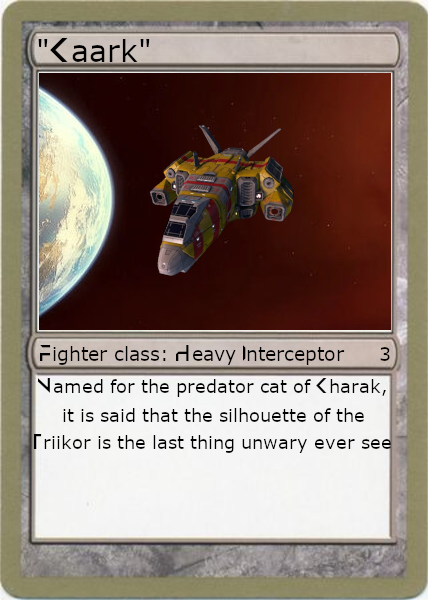 "Kaark"
Fighter class: Heavy Interceptor 3
Named for the predator cat of Kharak,
it is said that the silhouette of the
Triikor is the last thing unwary ever see